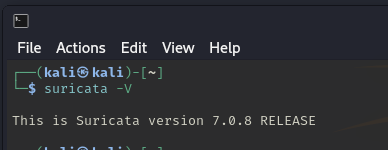 File Actions Edit View Help
┌──(kali㉿kali)-[~]
└─$ suricata -V
This is Suricata version 7.0.8 RELEASE